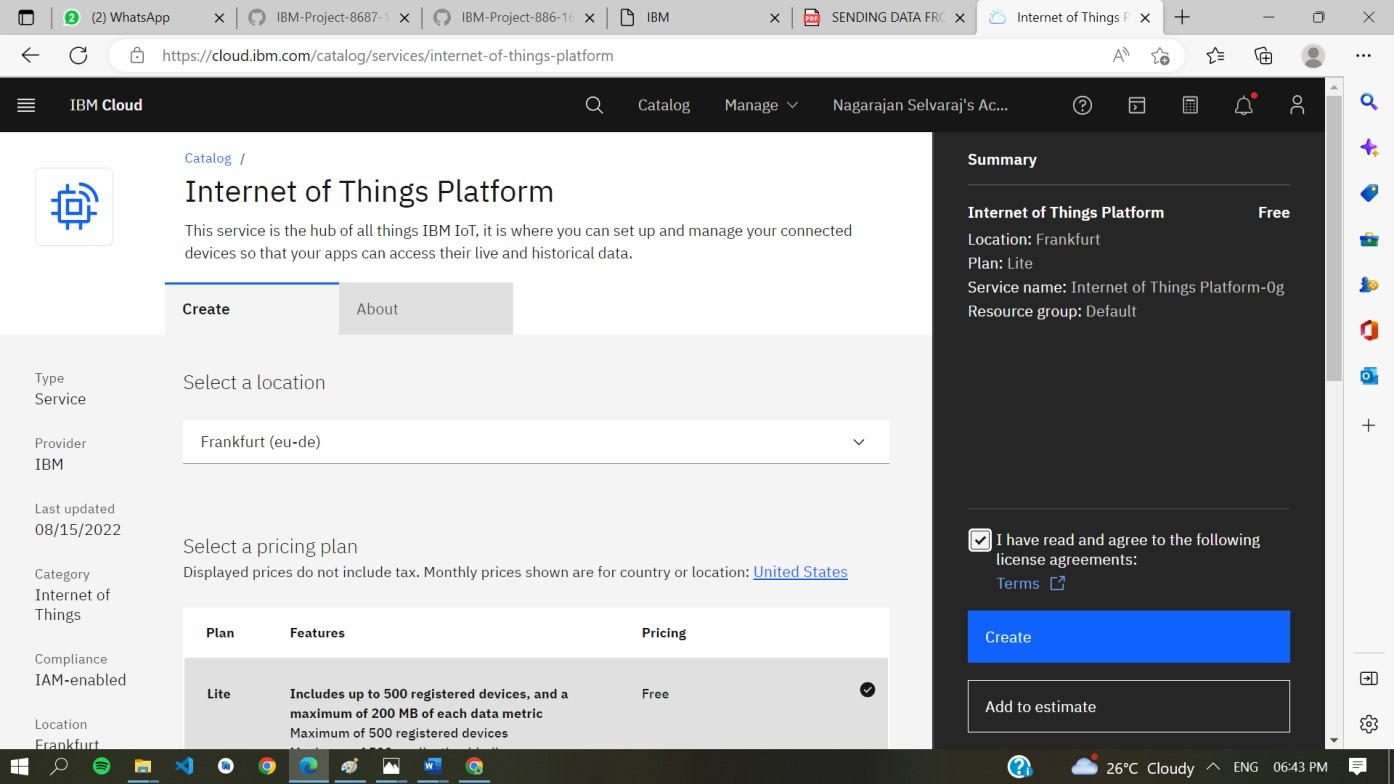 (2) WhatsApp
IBM-Project-8687-1
IBM-Project-886-16
IBM
SENDING DATA FRO
Internet of Things P
https://cloud.ibm.com/catalog/services/internet-of-things-platform
IBM Cloud
Catalog
Manage
Nagarajan Selvaraj's Ac...
Catalog /
Internet of Things Platform
This service is the hub of all things IBM IoT, it is where you can set up and manage your connected
devices so that your apps can access their live and historical data.
Create
About
Type
Service
Provider
IBM
Last updated
08/15/2022
Category
Internet of
Things
Compliance
IAM-enabled
Location
Frankfurt
Select a location
Frankfurt (eu-de)
Select a pricing plan
Displayed prices do not include tax. Monthly prices shown are for country or location: United States
Plan
Features
Pricing
Lite
Includes up to 500 registered devices, and a
maximum of 200 MB of each data metric
Maximum of 500 registered devices
Free
Summary
Internet of Things Platform
Free
Location: Frankfurt
Plan: Lite
Service name: Internet of Things Platform-0g
Resource group: Default
I have read and agree to the following
license agreements:
Terms
Create
Add to estimate
26°C Cloudy
ENG
06:43 PM